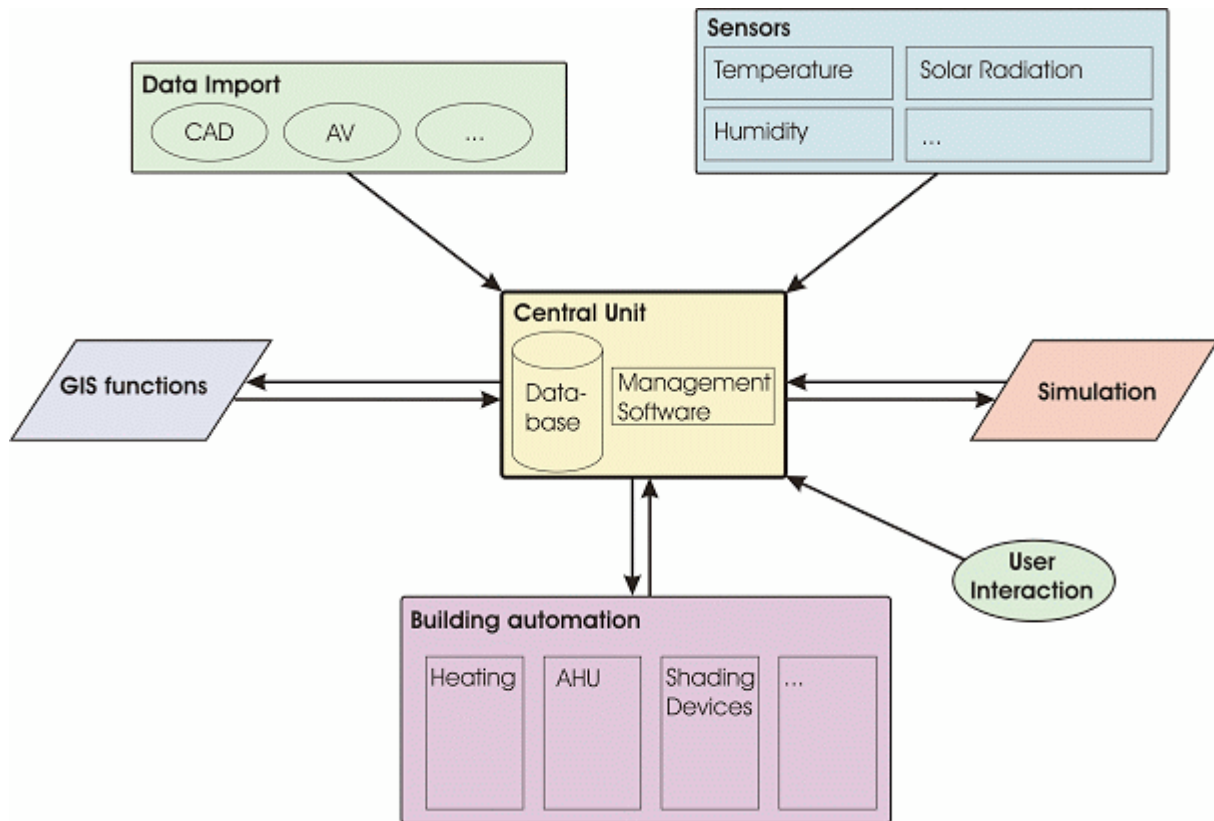 Sensors
Temperature
Solar Radiation
Humidity
...
Data Import
CAD
AV
...
Central Unit
Data-
base
Management
Software
GIS functions
Simulation
User
Interaction
Building automation
Heating
AHU
Shading
Devices
...